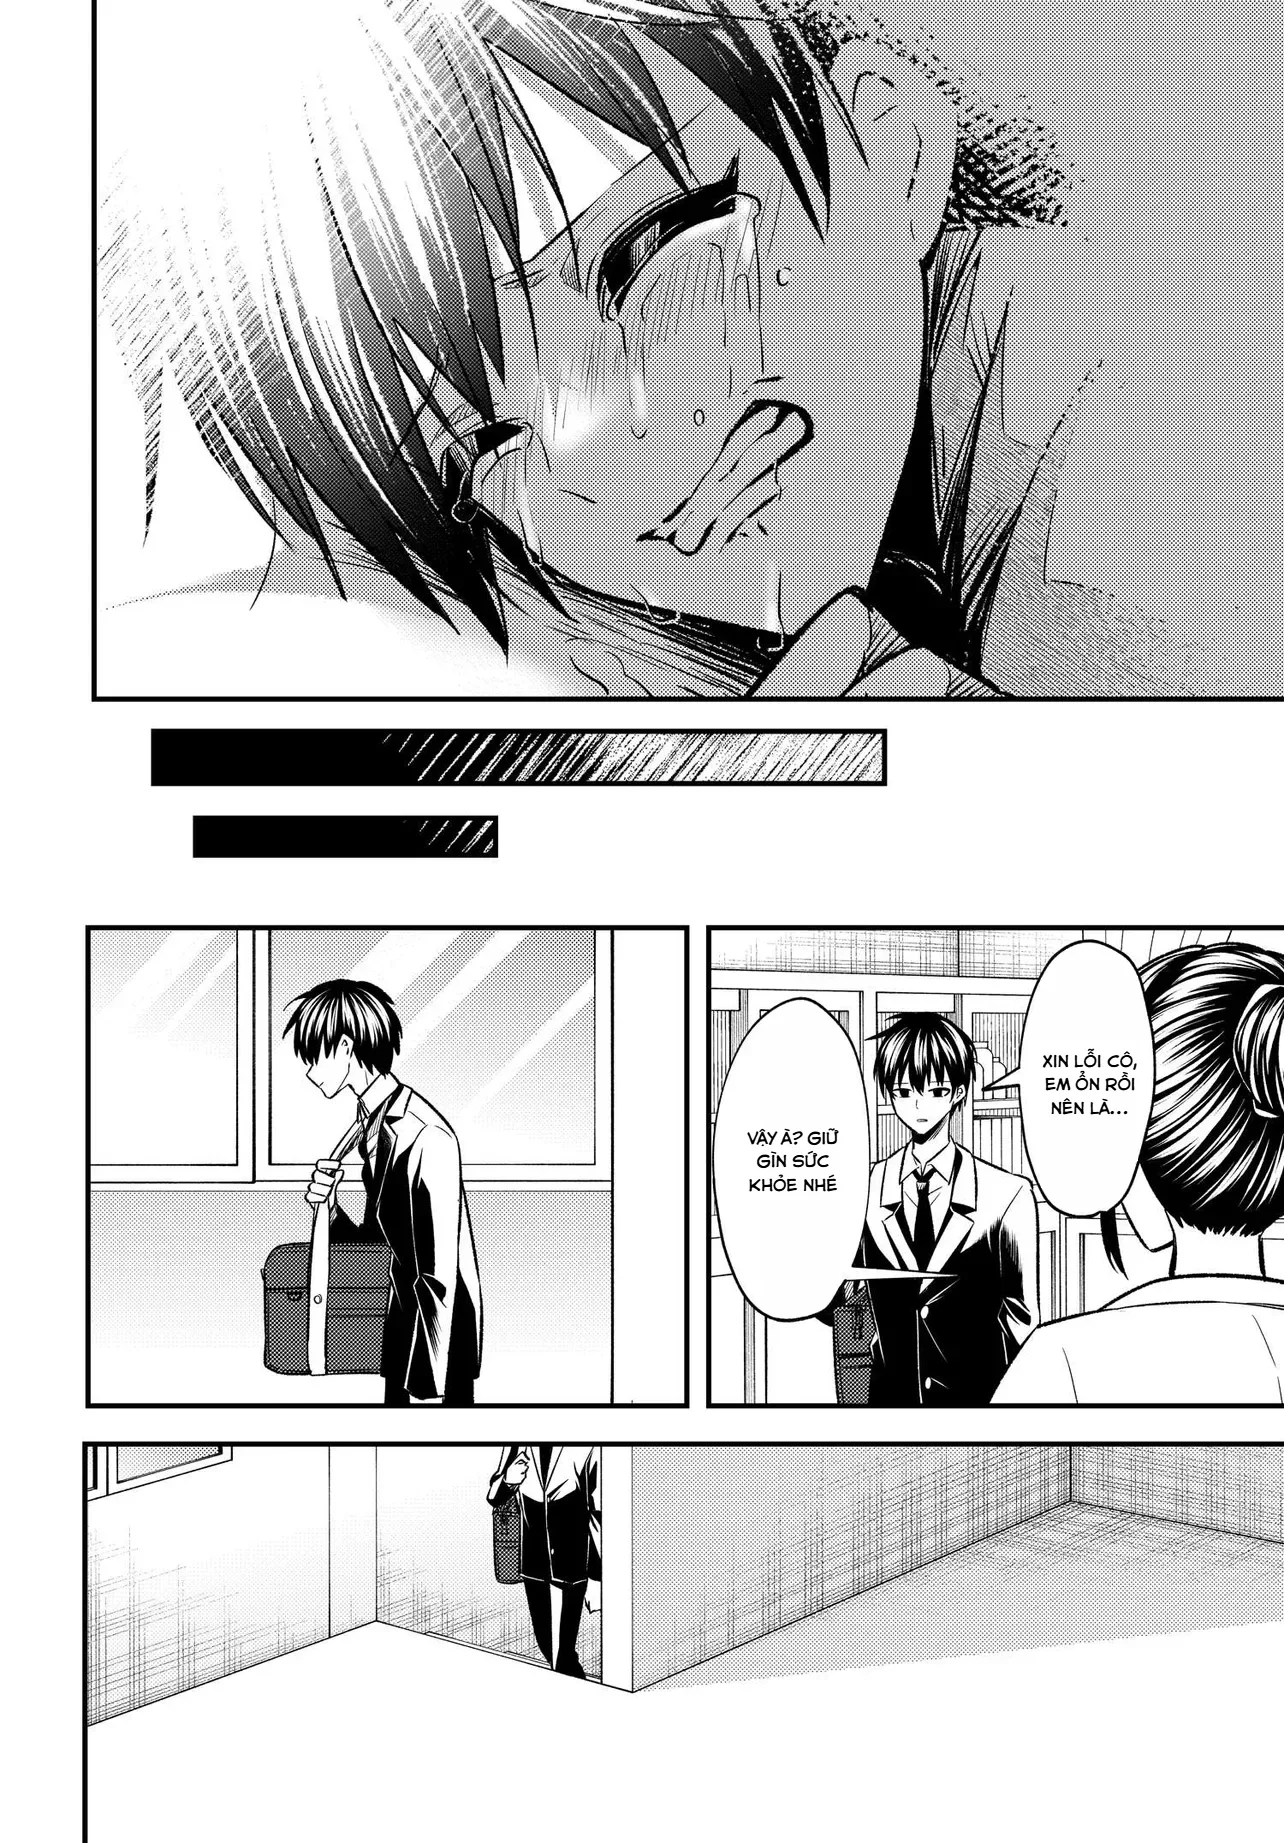 XIN LỖI CÔ,
EM ỔN RỒI
NÊN LÀ...
VẬY À? GIỮ
GÌN SỨC
KHỎE NHÉ